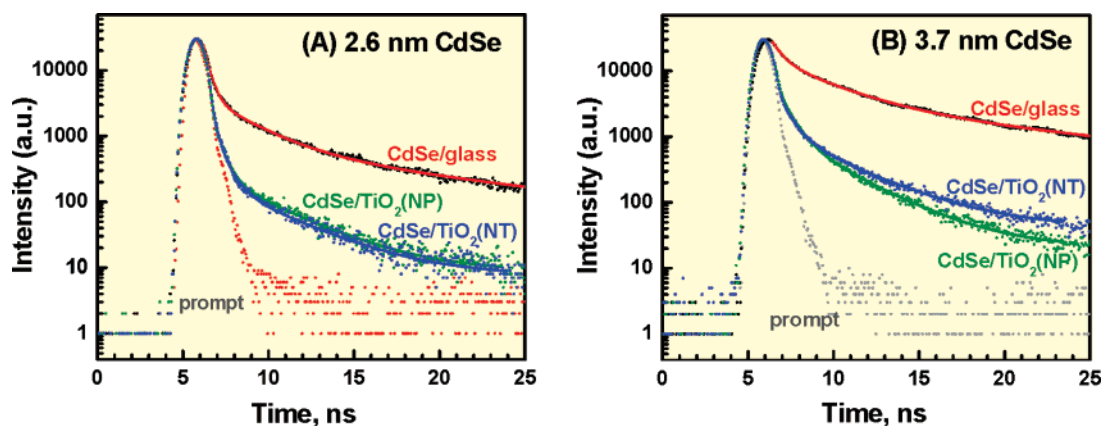 (A) 2.6 nm CdSe
Intensity (a.u.)
10000
1000
100
10
1
CdSe/glass
CdSe/TiO₂(NP)
CdSe/TiO₂(NT)
prompt
0 5 10 15 20 25
Time, ns
(B) 3.7 nm CdSe
Intensity (a.u.)
10000
1000
100
10
1
CdSe/glass
CdSe/TiO₂(NT)
CdSe/TiO₂(NP)
prompt
0 5 10 15 20 25
Time, ns